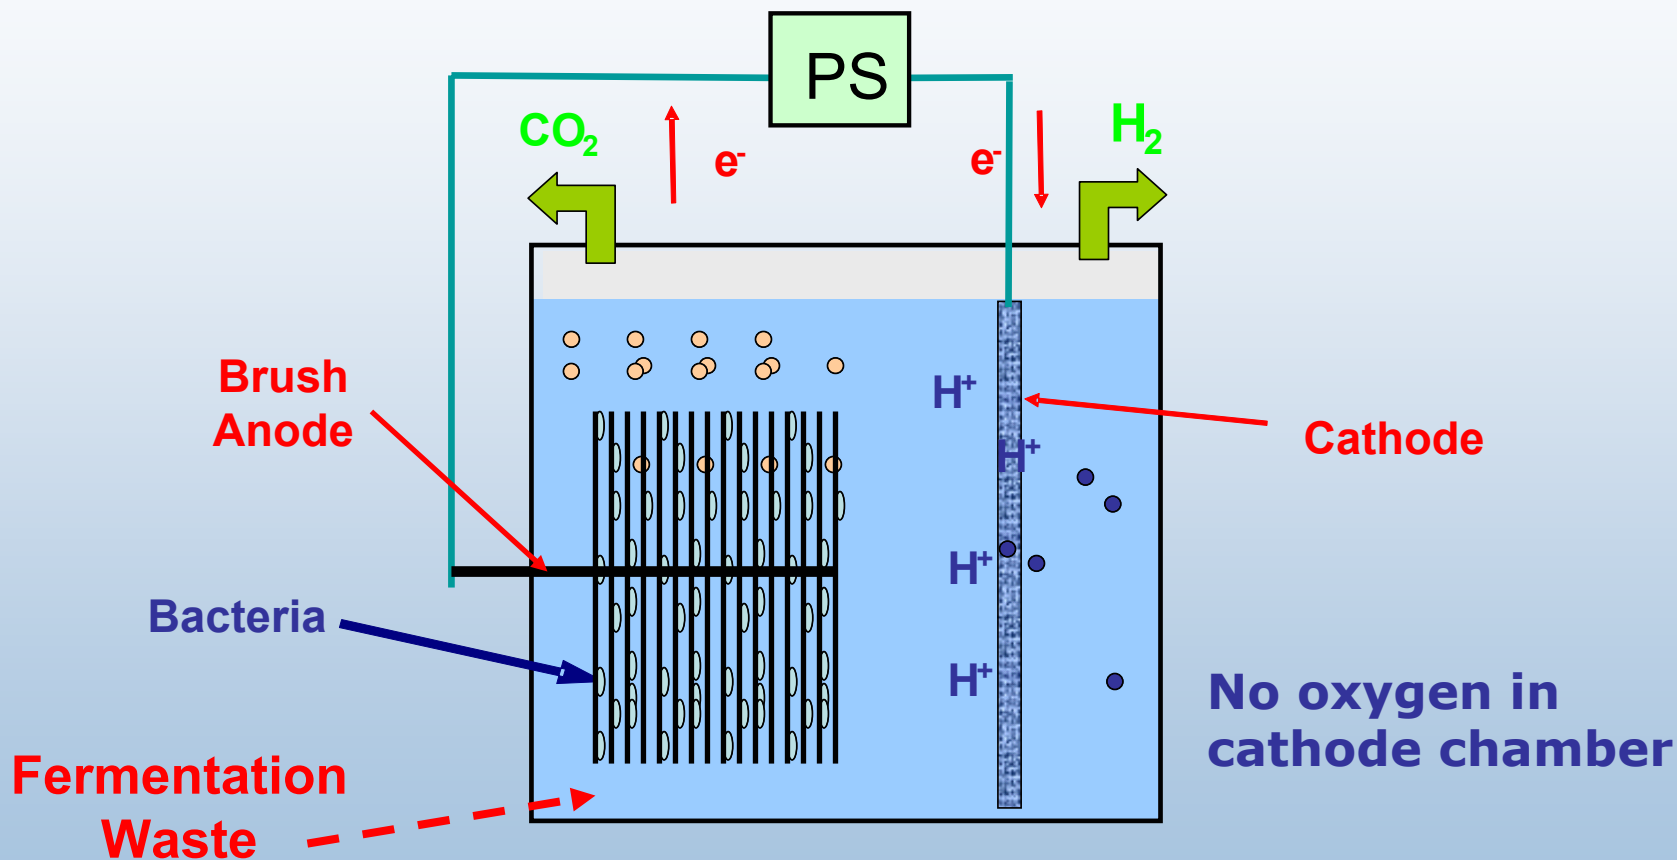 PS
CO₂
e⁻
e⁻
H₂
Brush
Anode
H⁺
H⁺
Cathode
H⁺
Bacteria
H⁺
No oxygen in
cathode chamber
Fermentation
Waste